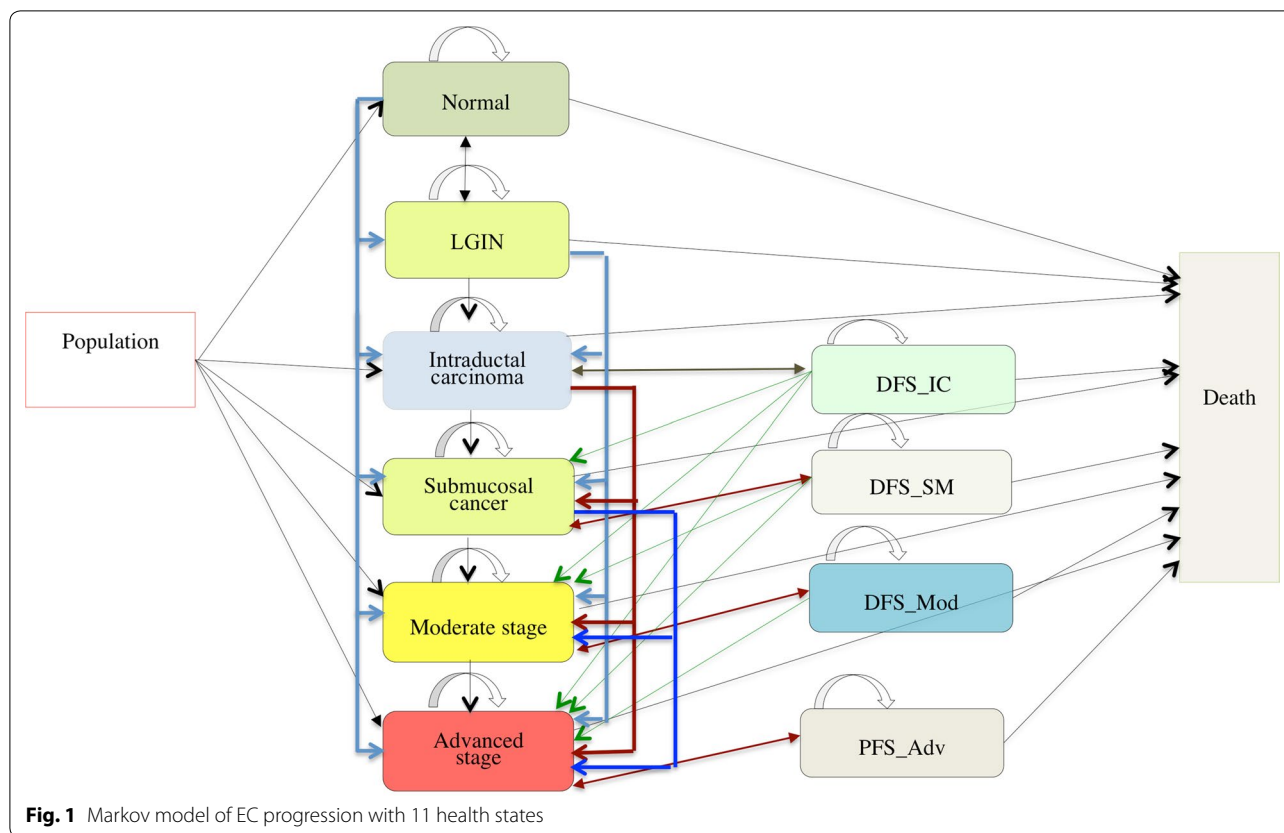 Normal
LGIN
Population
Intraductal
carcinoma
DFS_IC
Death
Submucosal
cancer
DFS_SM
Moderate stage
DFS_Mod
Advanced
stage
PFS_Adv
Fig. 1 Markov model of EC progression with 11 health states